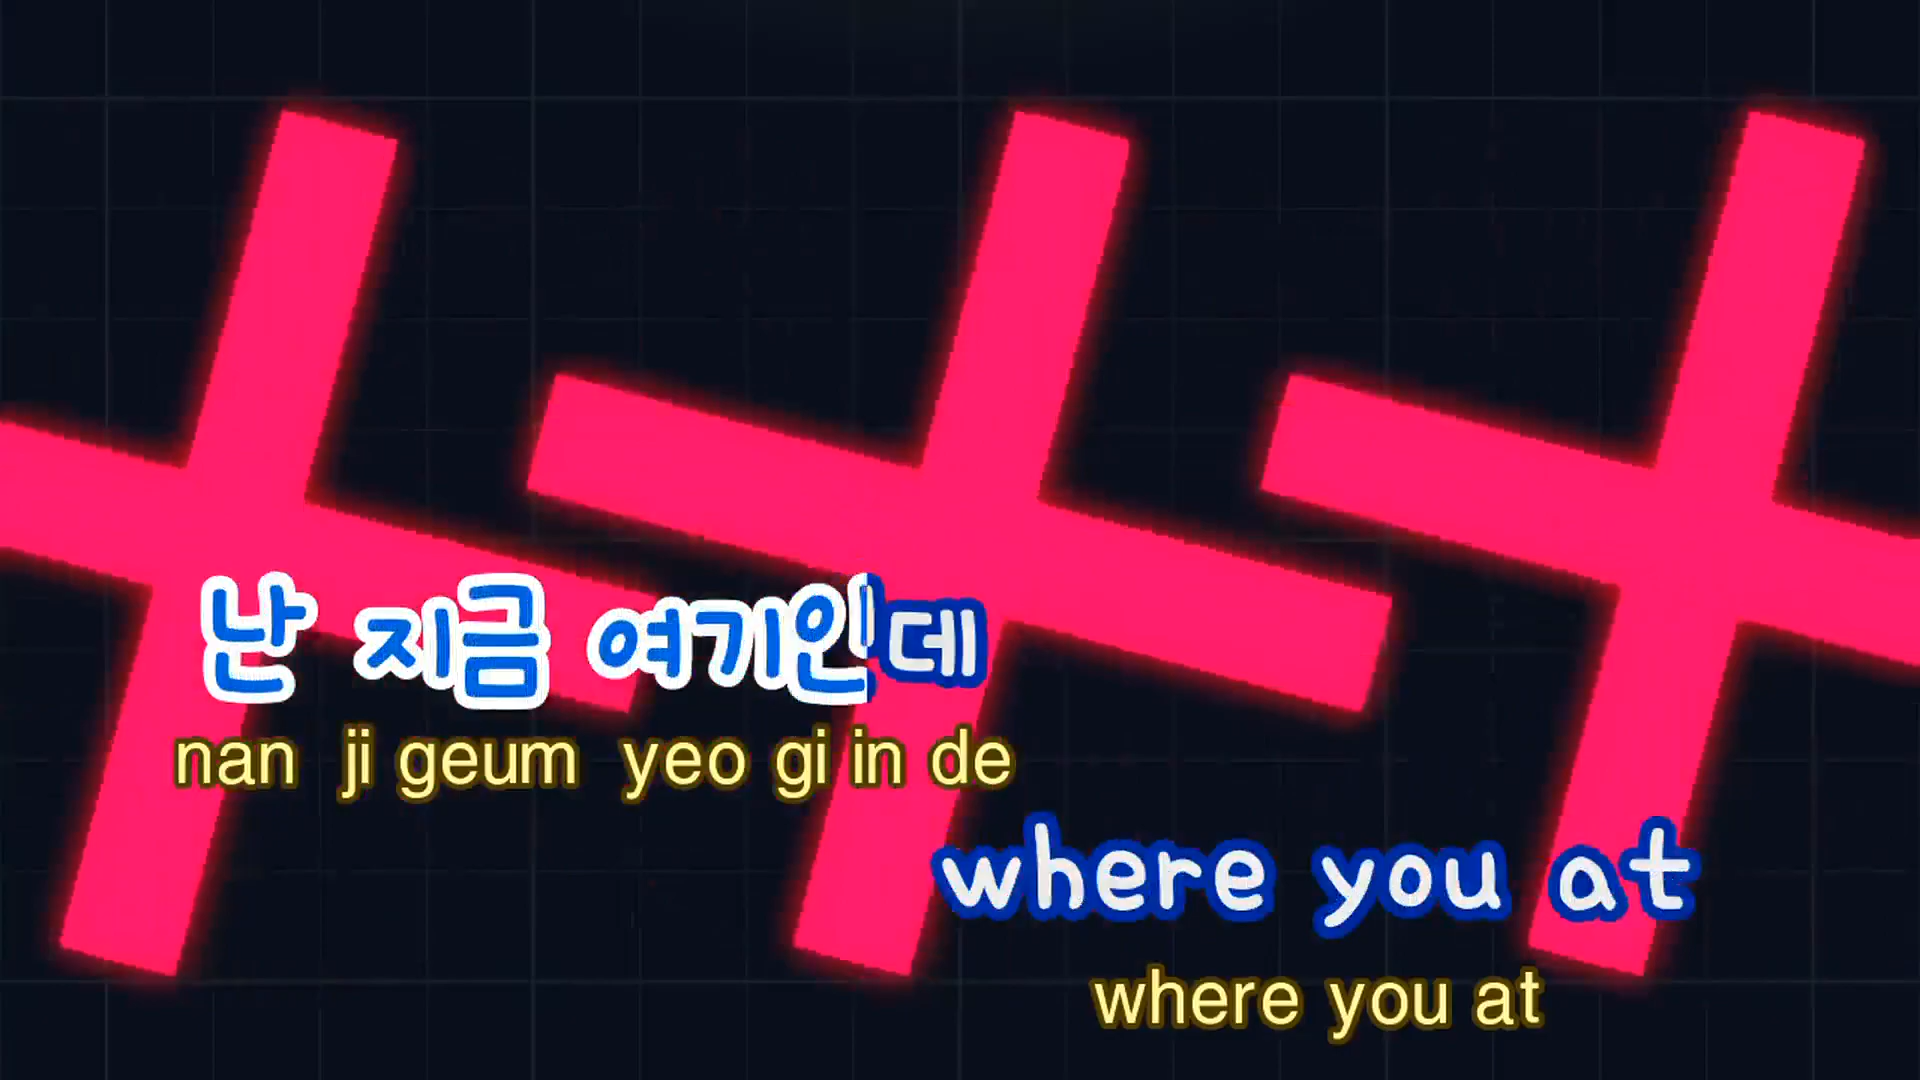 난 지금 여기인데
nan ji geum yeo gi in de
where you at
where you at